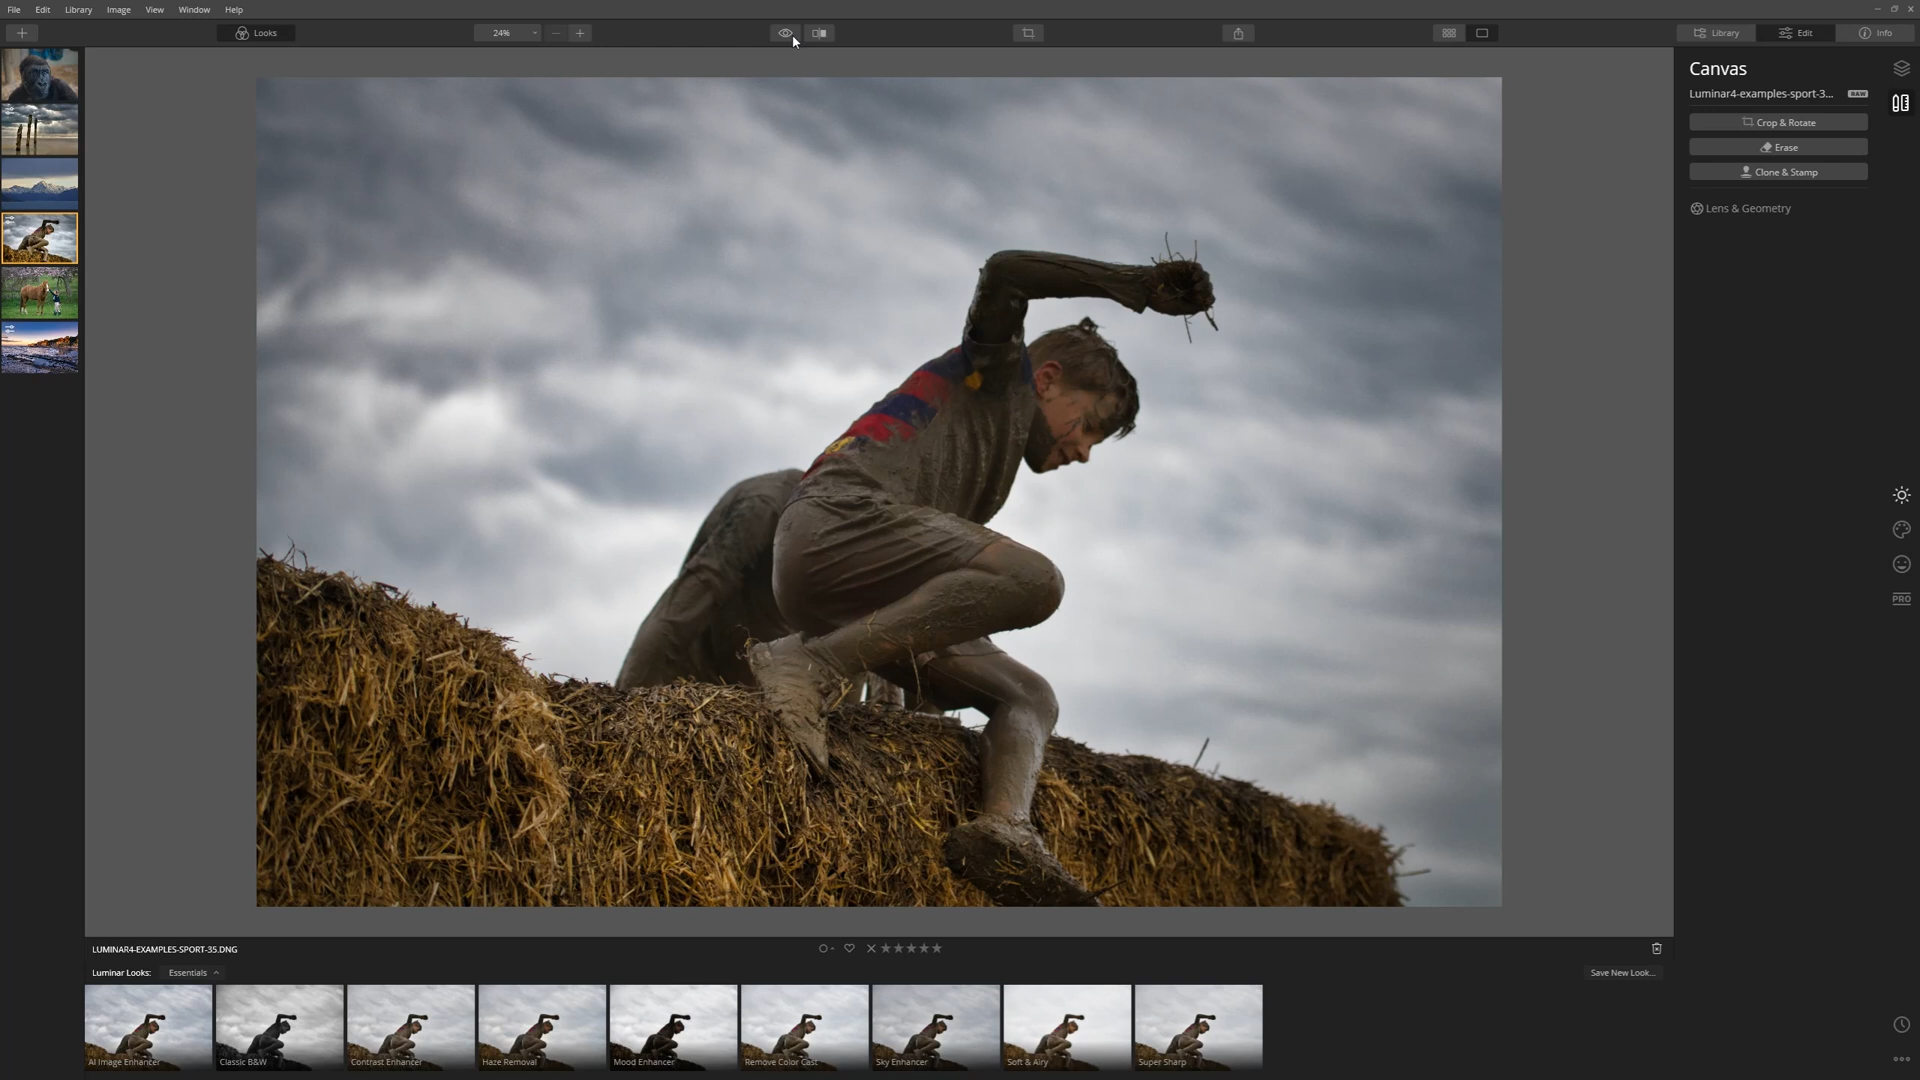 File Edit Library Image View Window Help
Looks 24% Library Edit Info
Canvas
Luminar4-examples-sport-3... RAW
Crop & Rotate
Erase
Clone & Stamp
Lens & Geometry
PRO
LUMINAR4-EXAMPLES-SPORT-35.DNG
Luminar Looks: Essentials Save New Look...
AI Image Enhancer Classic B&W Contrast Enhancer Haze Removal Mood Enhancer Remove Color Cast Sky Enhancer Soft & Airy Super Sharp